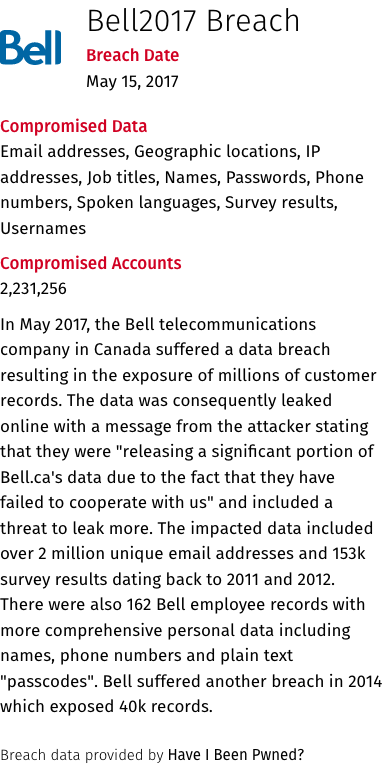 Bell2017 Breach
Bell
Breach Date
May 15, 2017
Compromised Data
Email addresses, Geographic locations, IP
addresses, Job titles, Names, Passwords, Phone
numbers, Spoken languages, Survey results,
Usernames
Compromised Accounts
2,231,256
In May 2017, the Bell telecommunications
company in Canada suffered a data breach
resulting in the exposure of millions of customer
records. The data was consequently leaked
online with a message from the attacker stating
that they were "releasing a significant portion of
Bell.ca's data due to the fact that they have
failed to cooperate with us" and included a
threat to leak more. The impacted data included
over 2 million unique email addresses and 153k
survey results dating back to 2011 and 2012.
There were also 162 Bell employee records with
more comprehensive personal data including
names, phone numbers and plain text
"passcodes". Bell suffered another breach in 2014
which exposed 40k records.
Breach data provided by Have I Been Pwned?